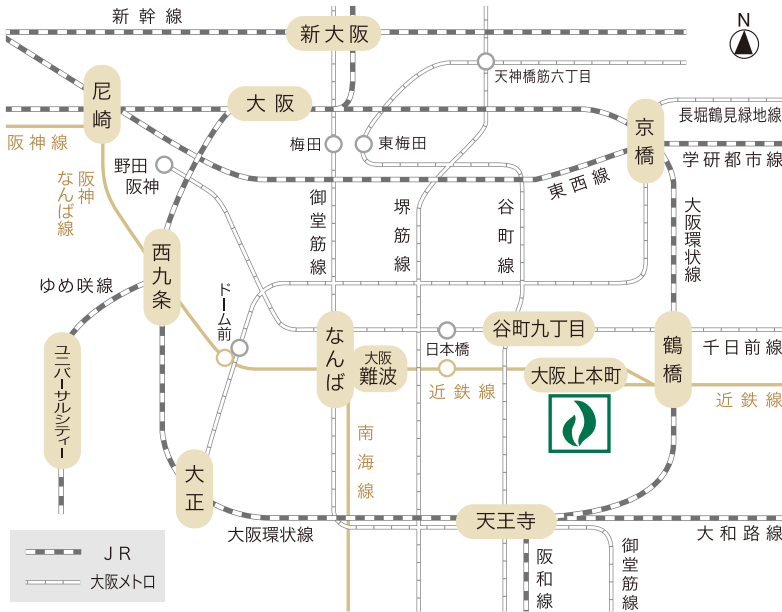 新幹線
N
新大阪
天神橋筋六丁目
尼崎
大阪
京橋
長堀鶴見緑地線
阪神線
梅田
東梅田
学研都市線
野田
阪神
阪神
なんば線
東西線
御堂筋線
堺筋線
谷町線
大阪環状線
西九条
ゆめ咲線
ドーム前
なんば
日本橋
谷町九丁目
鶴橋
千日前線
ユニバーサルシティー
大阪
難波
近鉄線
大阪上本町
近鉄線
南海線
大正
大阪環状線
天王寺
大和路線
阪和線
御堂筋線
JR
大阪メトロ